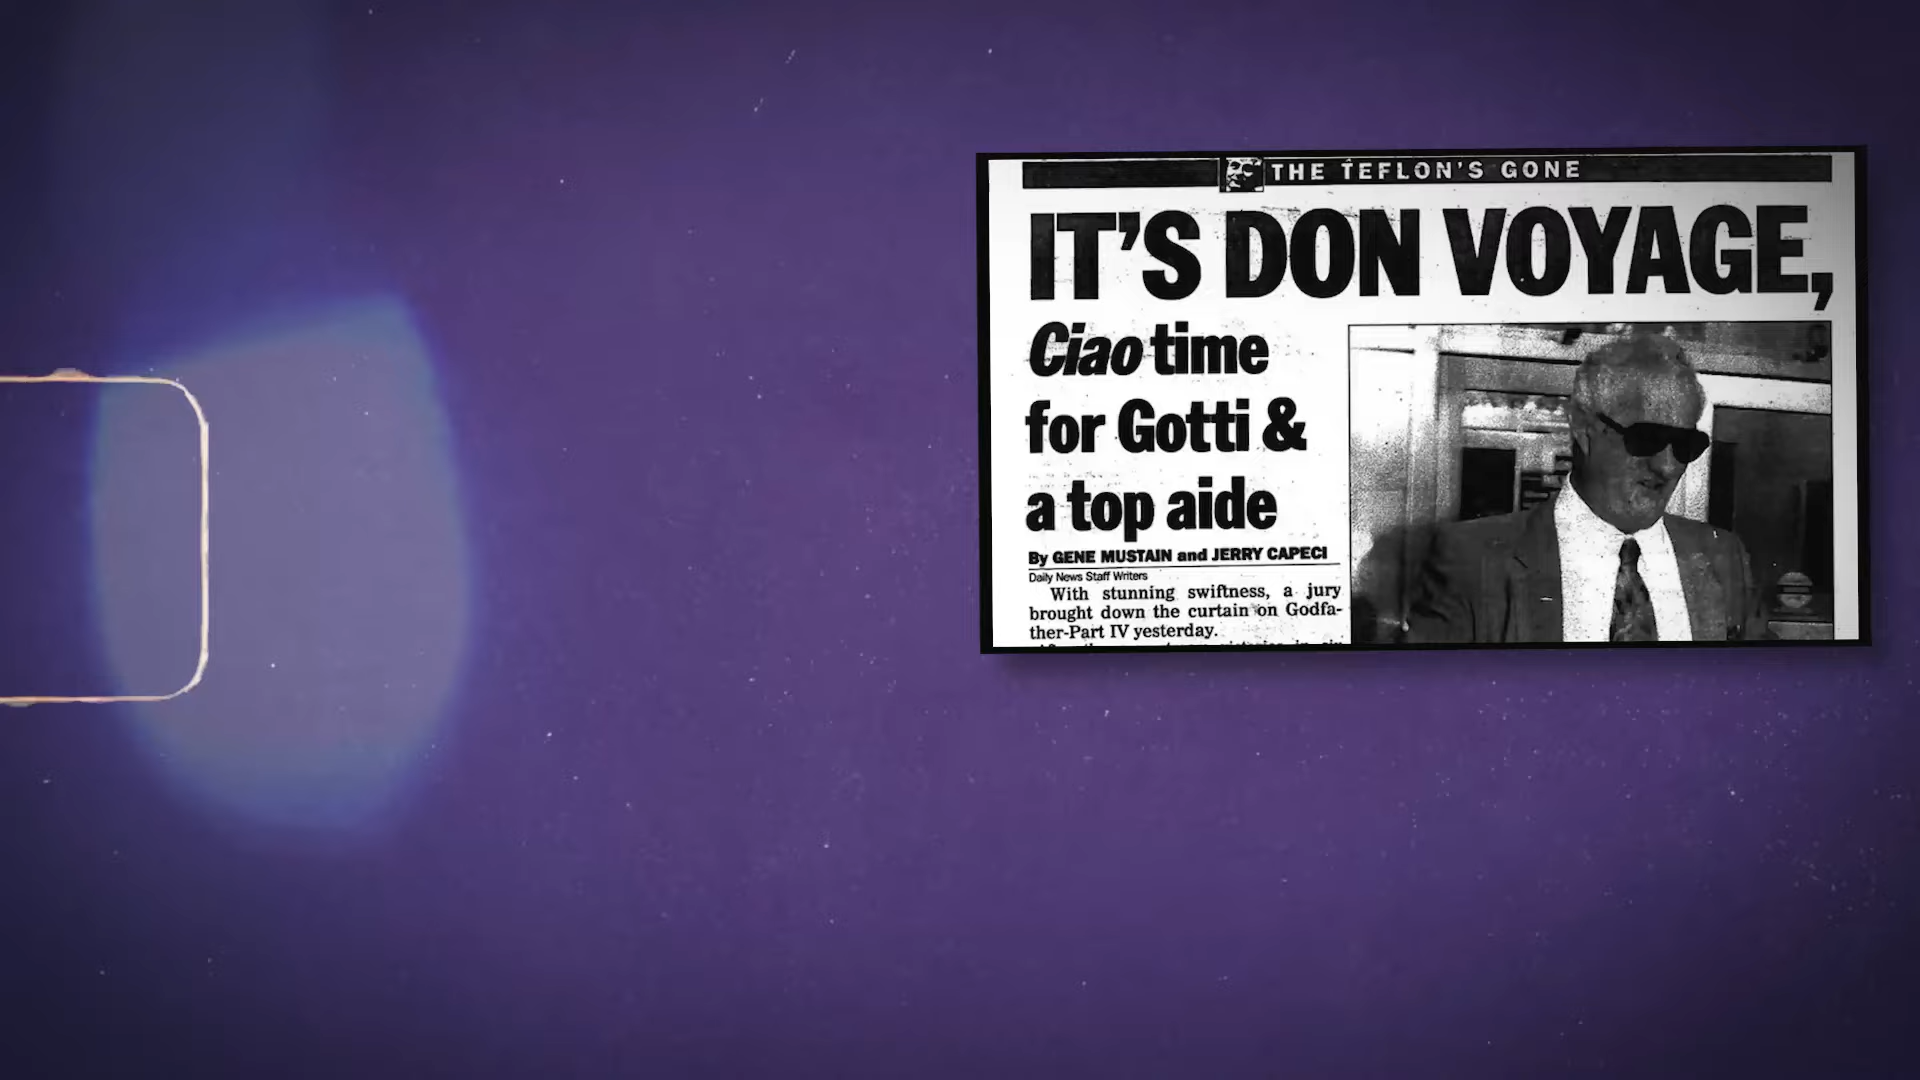 THE TEFLON'S GONE
IT'S DON VOYAGE,
Ciao time
for Gotti &
a top aide
By GENE MUSTAIN and JERRY CAPECI
Daily News Staff Writers
With stunning swiftness, a jury
brought down the curtain on Godfa-
ther-Part IV yesterday.